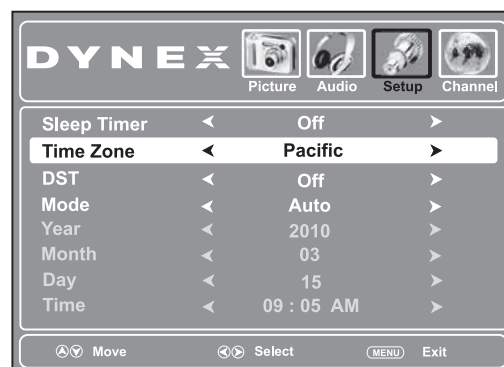 DYNEX
Picture Audio Setup Channel
Sleep Timer Off
Time Zone Pacific
DST Off
Mode Auto
Year 2010
Month 03
Day 15
Time 09 : 05 AM
Move Select MENU Exit